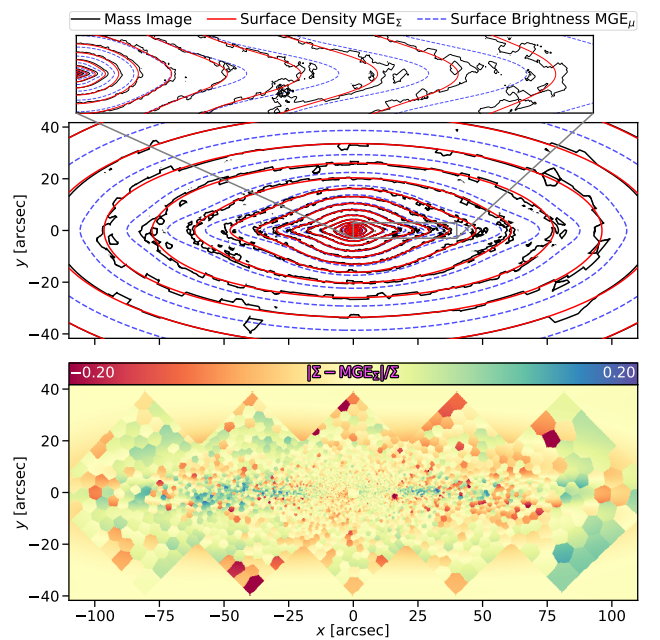 Mass Image Surface Density MGE_Σ Surface Brightness MGE_μ
40
20
0
−20
−40
y [arcsec]
−0.20 |Σ − MGE_Σ|/Σ 0.20
40
20
0
−20
−40
y [arcsec]
−100 −75 −50 −25 0 25 50 75 100
x [arcsec]